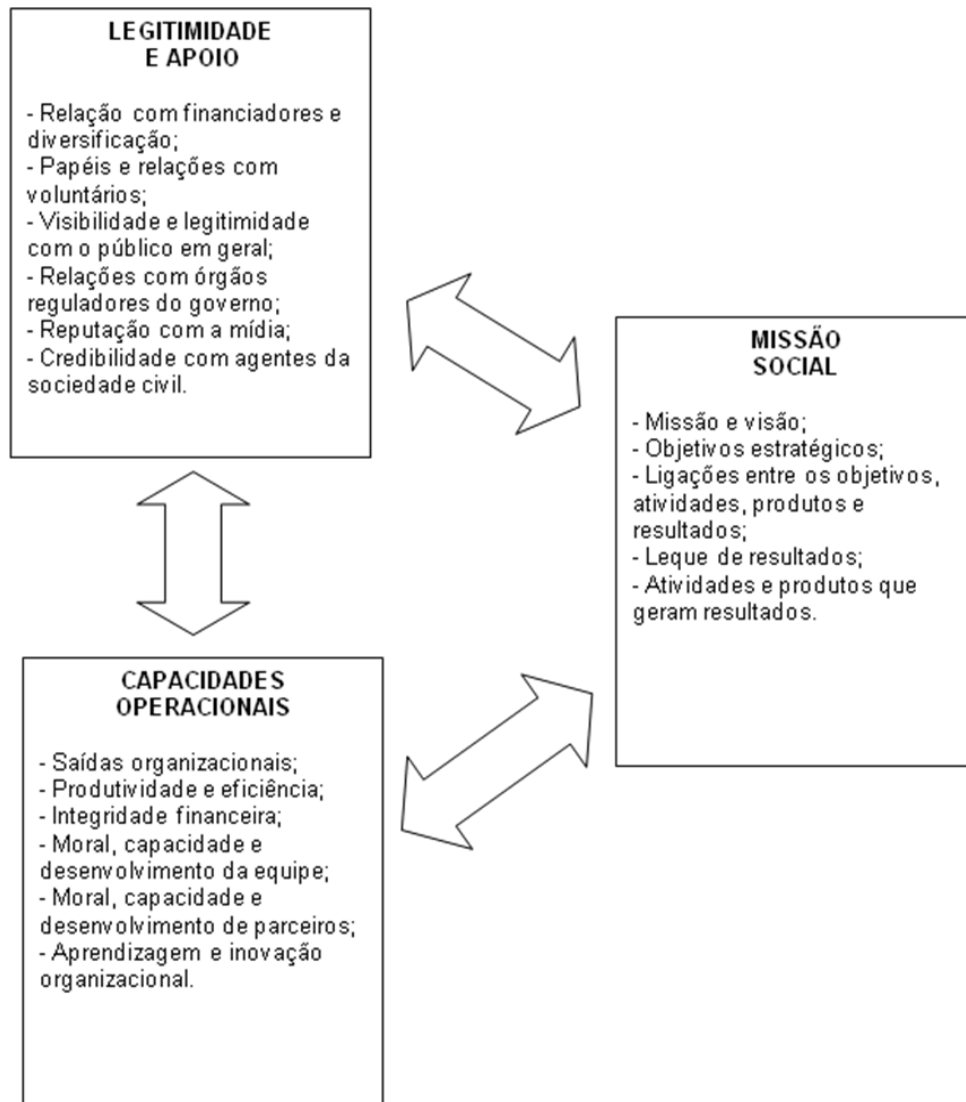 LEGITIMIDADE
E APOIO
- Relação com financiadores e
diversificação;
- Papéis e relações com
voluntários;
- Visibilidade e legitimidade
com o público em geral;
- Relações com órgãos
reguladores do governo;
- Reputação com a mídia;
- Credibilidade com agentes da
sociedade civil.
MISSÃO
SOCIAL
- Missão e visão;
- Objetivos estratégicos;
- Ligações entre os objetivos,
atividades, produtos e
resultados;
- Leque de resultados;
- Atividades e produtos que
geram resultados.
CAPACIDADES
OPERACIONAIS
- Saídas organizacionais;
- Produtividade e eficiência;
- Integridade financeira;
- Moral, capacidade e
desenvolvimento da equipe;
- Moral, capacidade e
desenvolvimento de parceiros;
- Aprendizagem e inovação
organizacional.